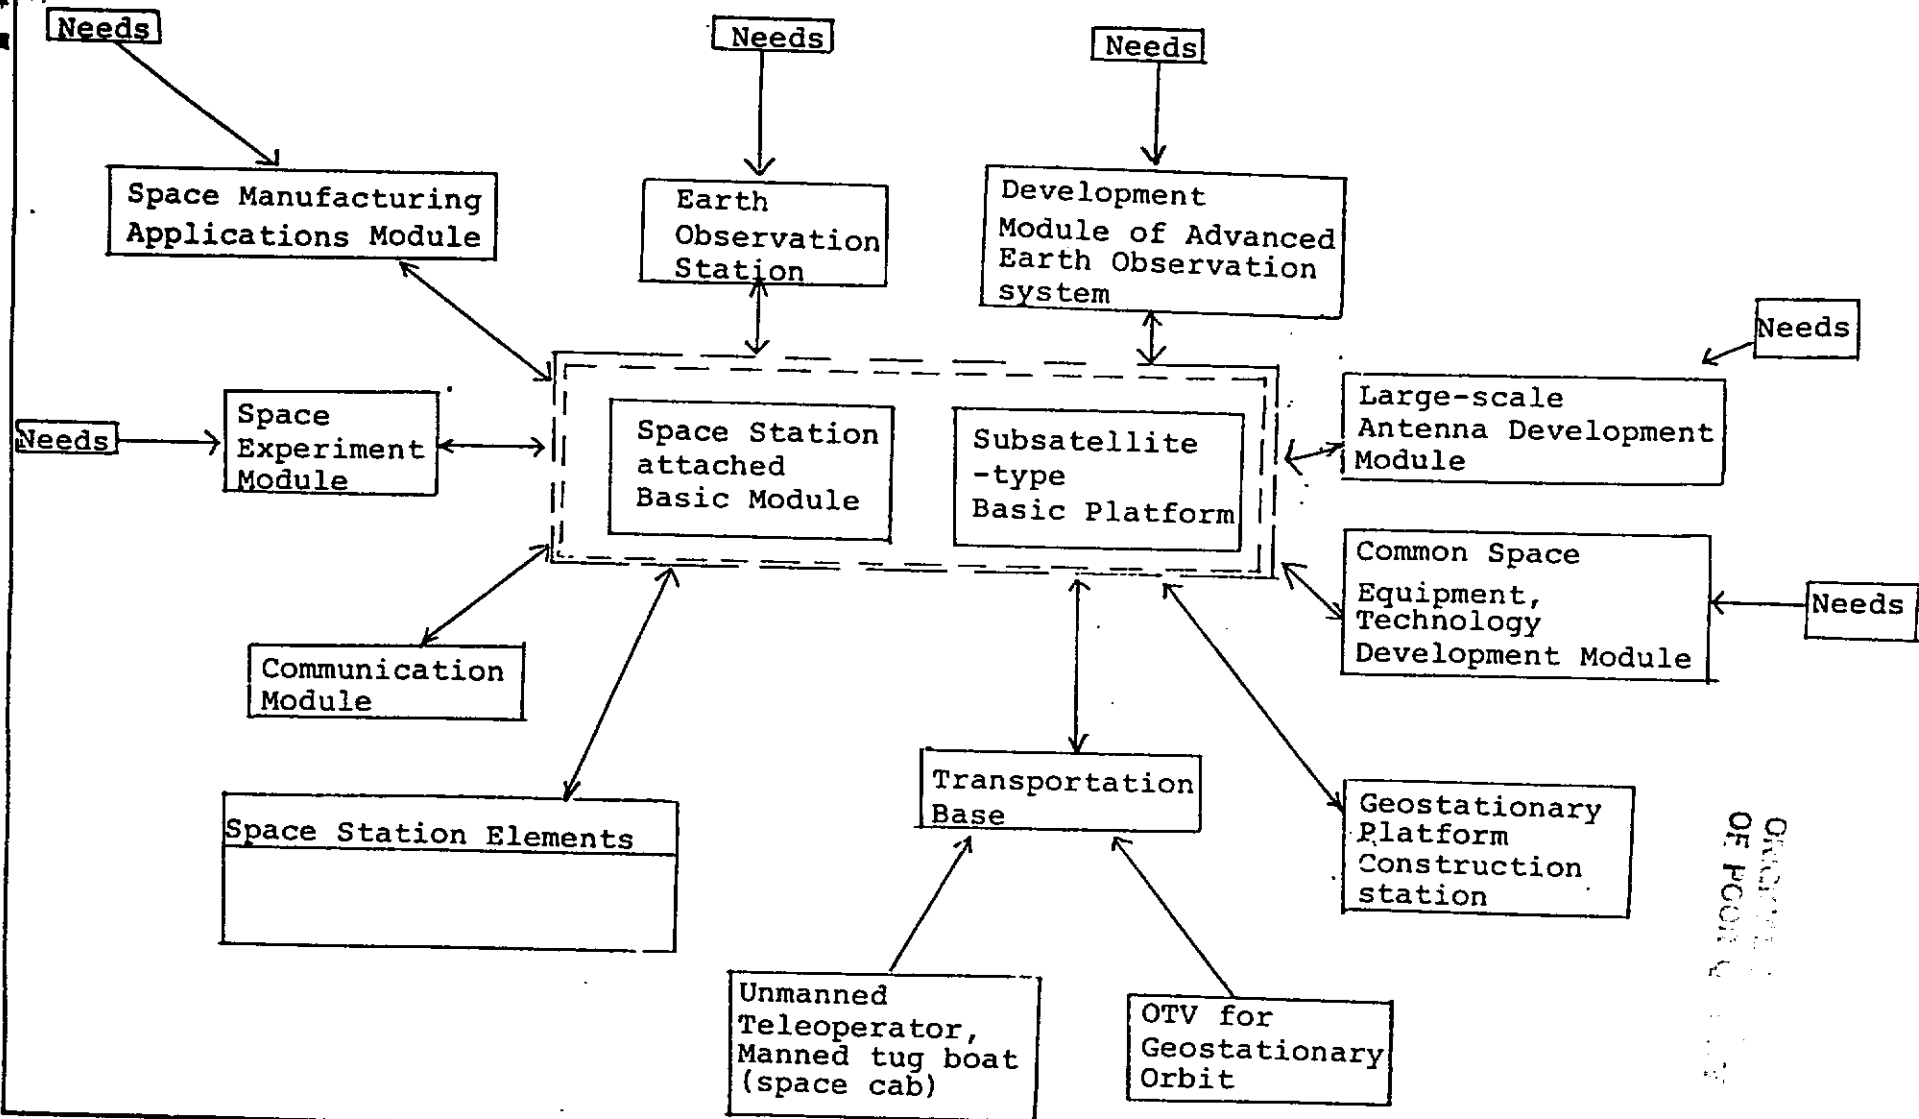 Needs
Needs
Needs
Space Manufacturing
Applications Module
Earth
Observation
Station
Development
Module of Advanced
Earth Observation
system
Needs
Needs
Space
Experiment
Module
Space Station
attached
Basic Module
Subsatellite
-type
Basic Platform
Large-scale
Antenna Development
Module
Common Space
Equipment,
Technology
Development Module
Needs
Communication
Module
Space Station Elements
Transportation
Base
Geostationary
Platform
Construction
station
Unmanned
Teleoperator,
Manned tug boat
(space cab)
OTV for
Geostationary
Orbit
OF POOR